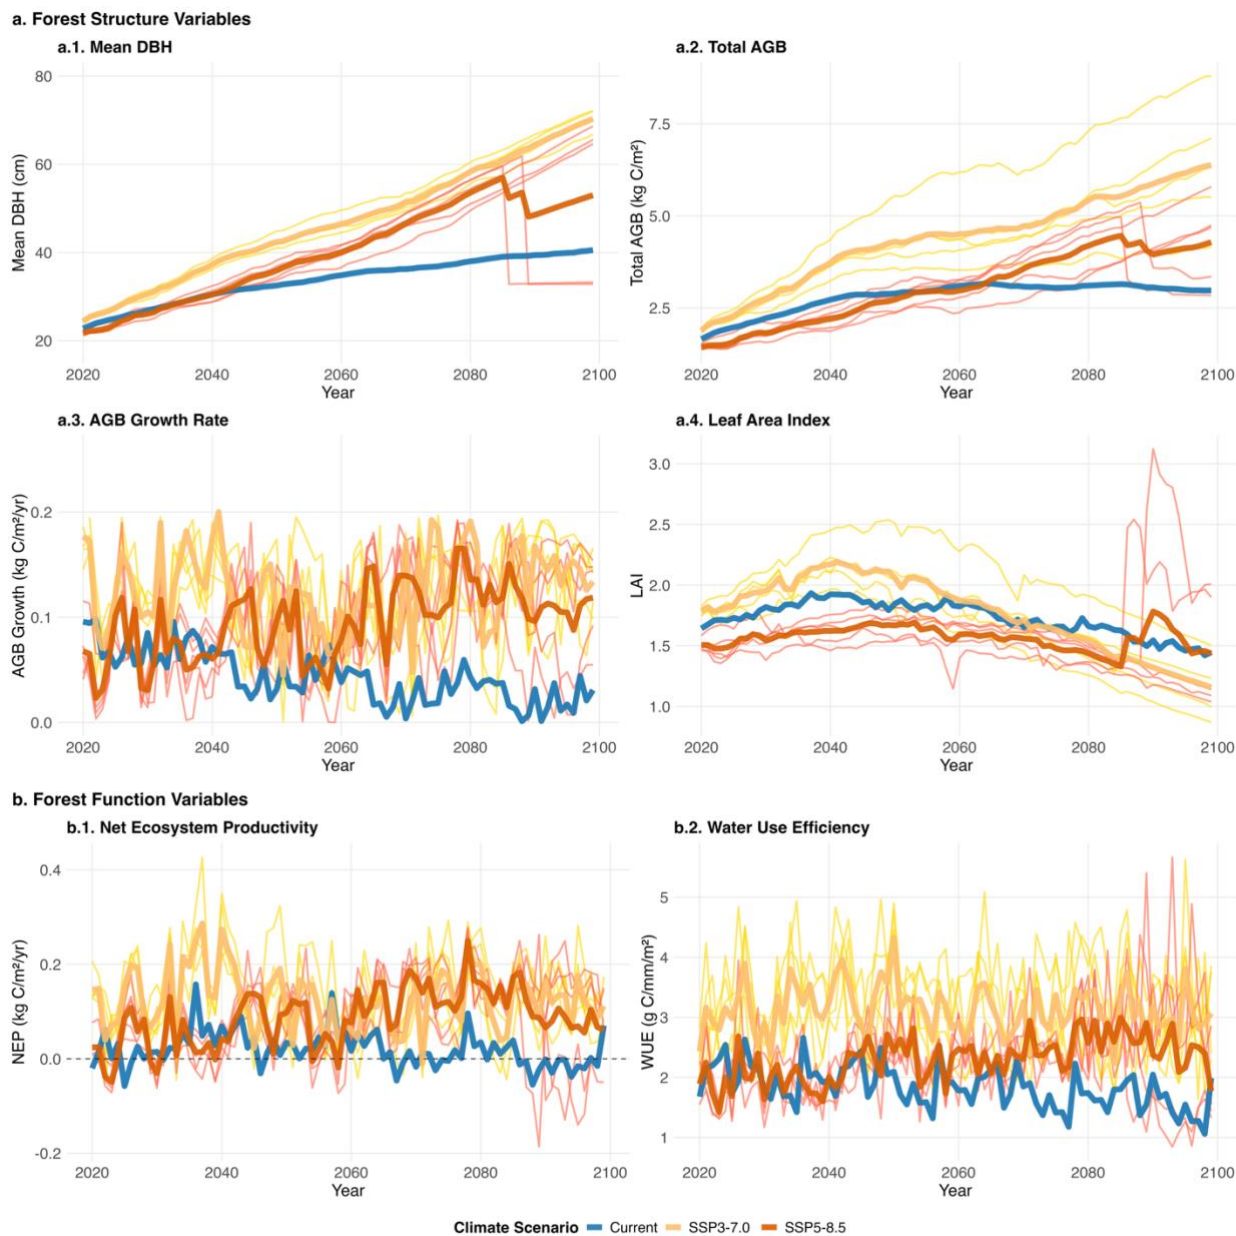 a. Forest Structure Variables
a.1. Mean DBH
80
60
40
20
Mean DBH (cm)
2020 2040 2060 2080 2100
Year
a.2. Total AGB
7.5
5.0
2.5
Total AGB (kg C/m²)
2020 2040 2060 2080 2100
Year
a.3. AGB Growth Rate
0.2
0.1
0.0
AGB Growth (kg C/m²/yr)
2020 2040 2060 2080 2100
Year
a.4. Leaf Area Index
3.0
2.5
2.0
1.5
1.0
LAI
2020 2040 2060 2080 2100
Year
b. Forest Function Variables
b.1. Net Ecosystem Productivity
0.4
0.2
0.0
-0.2
NEP (kg C/m²/yr)
2020 2040 2060 2080 2100
Year
b.2. Water Use Efficiency
5
4
3
2
1
WUE (g C/mm/m²)
2020 2040 2060 2080 2100
Year
Climate Scenario Current SSP3-7.0 SSP5-8.5